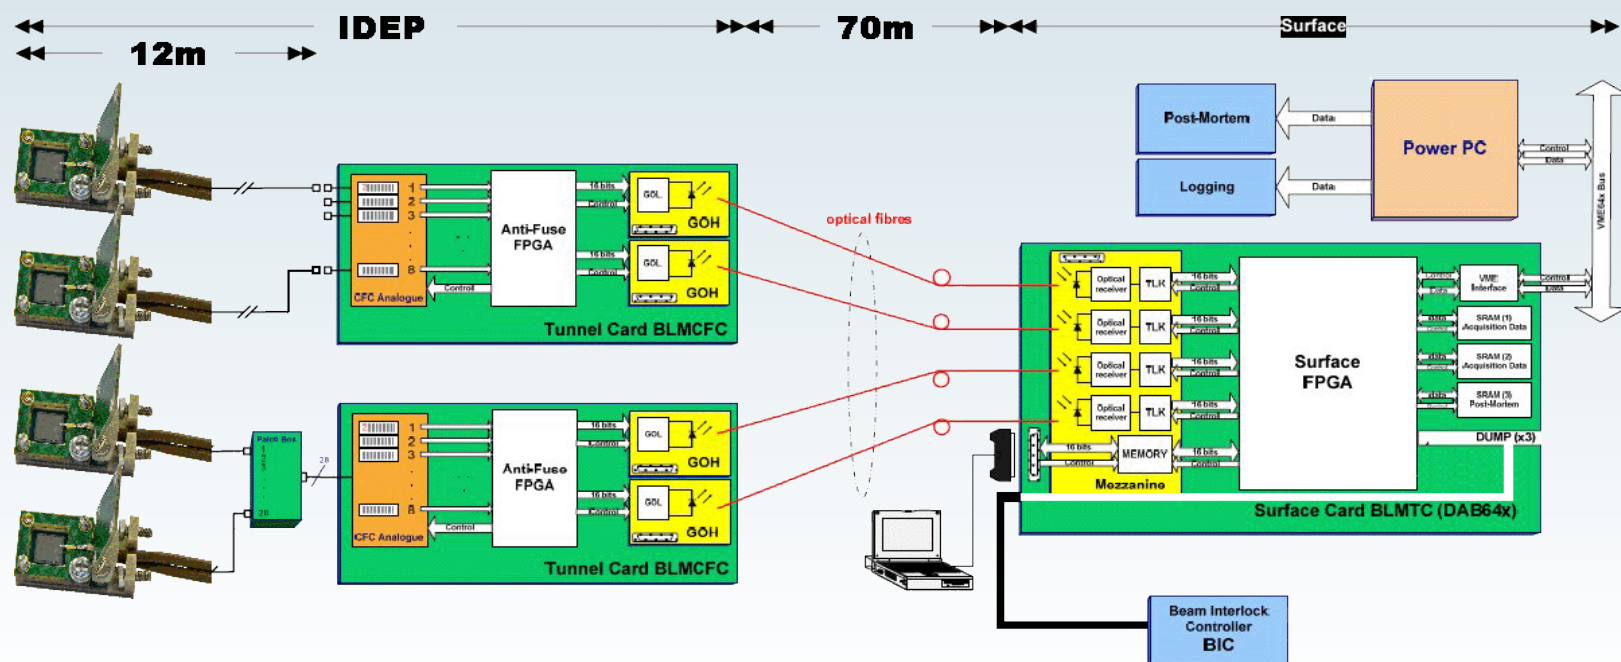 IDEP
70m
Surface
12m
Post-Mortem
Data
Power PC
Control
Data
VME64x Bus
Logging
Data
1
2
3
8
CFC Analogue
Anti-Fuse
FPGA
Control
16 bits
Control
GOL
GOH
16 bits
Control
GOL
GOH
Tunnel Card BLMCFC
optical fibres
Optical
receiver
TLK
16 bits
Control
Optical
receiver
TLK
16 bits
Control
Optical
receiver
TLK
16 bits
Control
Optical
receiver
TLK
16 bits
Control
16 bits
Control
MEMORY
16 bits
Control
Mezzanine
Surface
FPGA
Control
Data
VME
Interface
Control
Data
data
SRAM (1)
Acquisition Data
data
SRAM (2)
Acquisition Data
data
SRAM (3)
Post-Mortem
DUMP (x3)
Surface Card BLMTC (DAB64x)
Patch Box
28
28
1
2
3
8
CFC Analogue
Anti-Fuse
FPGA
Control
16 bits
Control
GOL
GOH
16 bits
Control
GOL
GOH
Tunnel Card BLMCFC
Beam Interlock
Controller
BIC